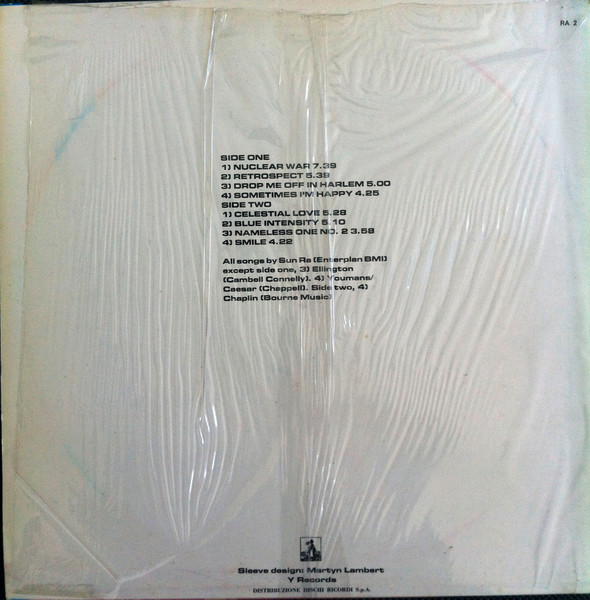 RA 2
SIDE ONE
1) NUCLEAR WAR 7.39
2) RETROSPECT 5.39
3) DROP ME OFF IN HARLEM 5.00
4) SOMETIMES I'M HAPPY 4.25
SIDE TWO
1) CELESTIAL LOVE 5.28
2) BLUE INTENSITY 5.10
3) NAMELESS ONE NO. 2 3.58
4) SMILE 4.22
All songs by Sun Ra (Enterplan BMI)
except side one, 3) Ellington
(Cambell Connelly). 4) Youmans/
Caesar (Chappell). Side two, 4)
Chaplin (Bourne Music)
Sleeve design: Martyn Lambert
Y Records
DISTRIBUZIONE DISCHI RICORDI S.p.A.